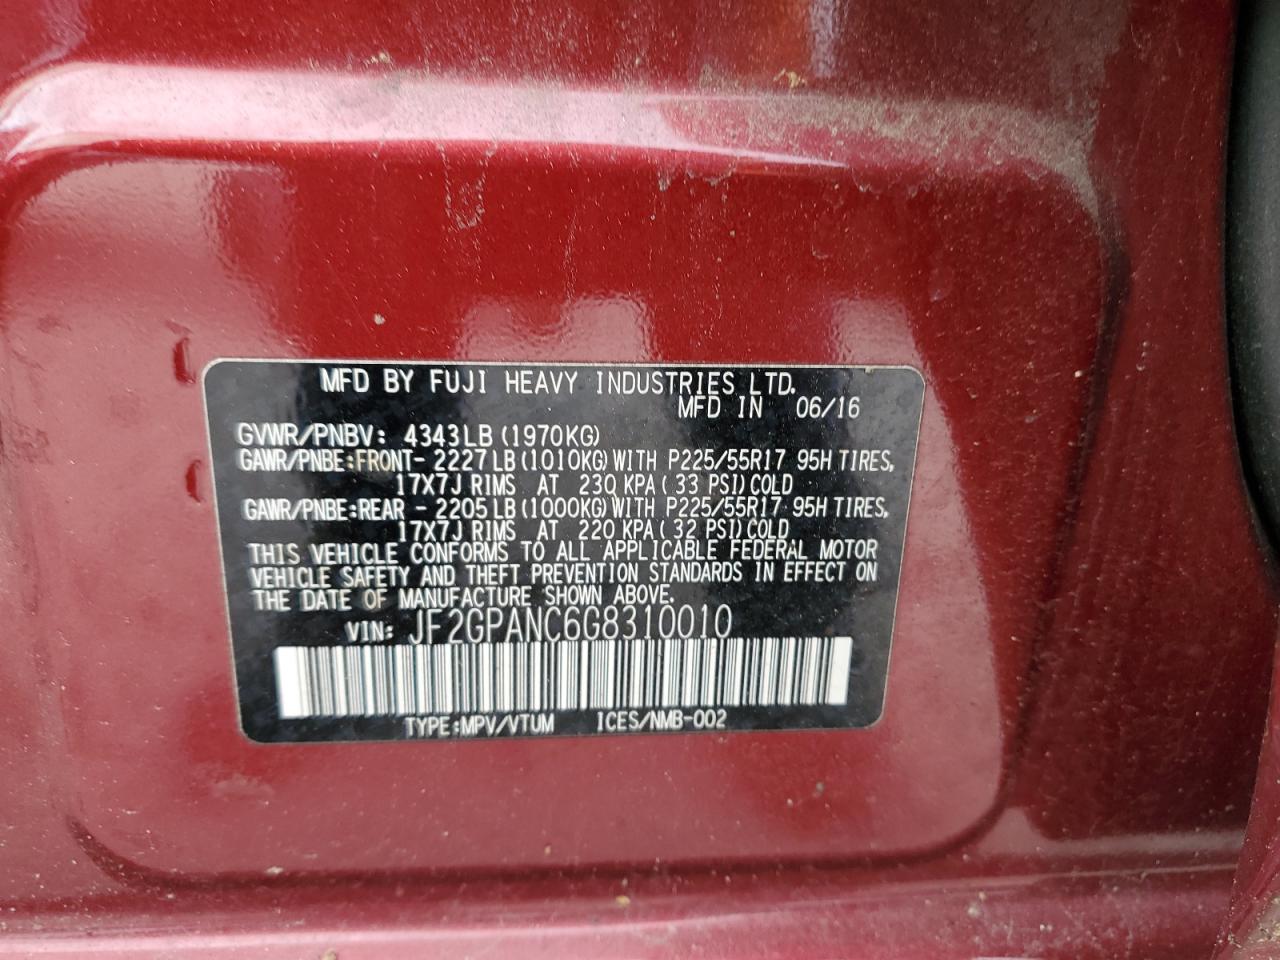 MFD BY FUJI HEAVY INDUSTRIES LTD.
MFD IN 06/16
GVWR/PNBV: 4343LB (1970KG)
GAWR/PNBE:FRONT- 2227LB (1010KG) WITH P225/55R17 95H TIRES,
17X7J RIMS AT 230 KPA ( 33 PSI) COLD
GAWR/PNBE:REAR - 2205LB (1000KG) WITH P225/55R17 95H TIRES,
17X7J RIMS AT 220 KPA ( 32 PSI) COLD
THIS VEHICLE CONFORMS TO ALL APPLICABLE FEDERAL MOTOR
VEHICLE SAFETY AND THEFT PREVENTION STANDARDS IN EFFECT ON
THE DATE OF MANUFACTURE SHOWN ABOVE.
VIN: JF2GPANC6G8310010
TYPE:MPV/VTUM ICES/NMB-002